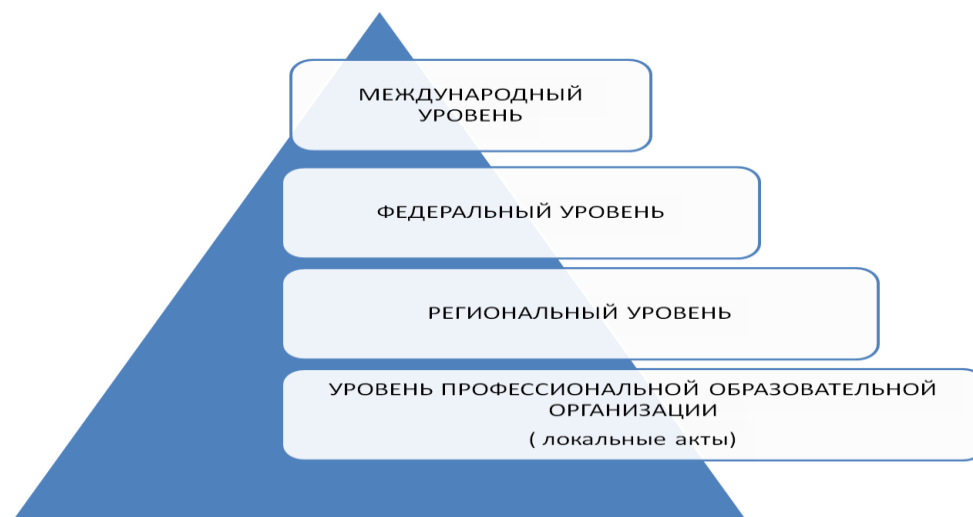 МЕЖДУНАРОДНЫЙ
УРОВЕНЬ
ФЕДЕРАЛЬНЫЙ УРОВЕНЬ
РЕГИОНАЛЬНЫЙ УРОВЕНЬ
УРОВЕНЬ ПРОФЕССИОНАЛЬНОЙ ОБРАЗОВАТЕЛЬНОЙ
ОРГАНИЗАЦИИ
( локальные акты)